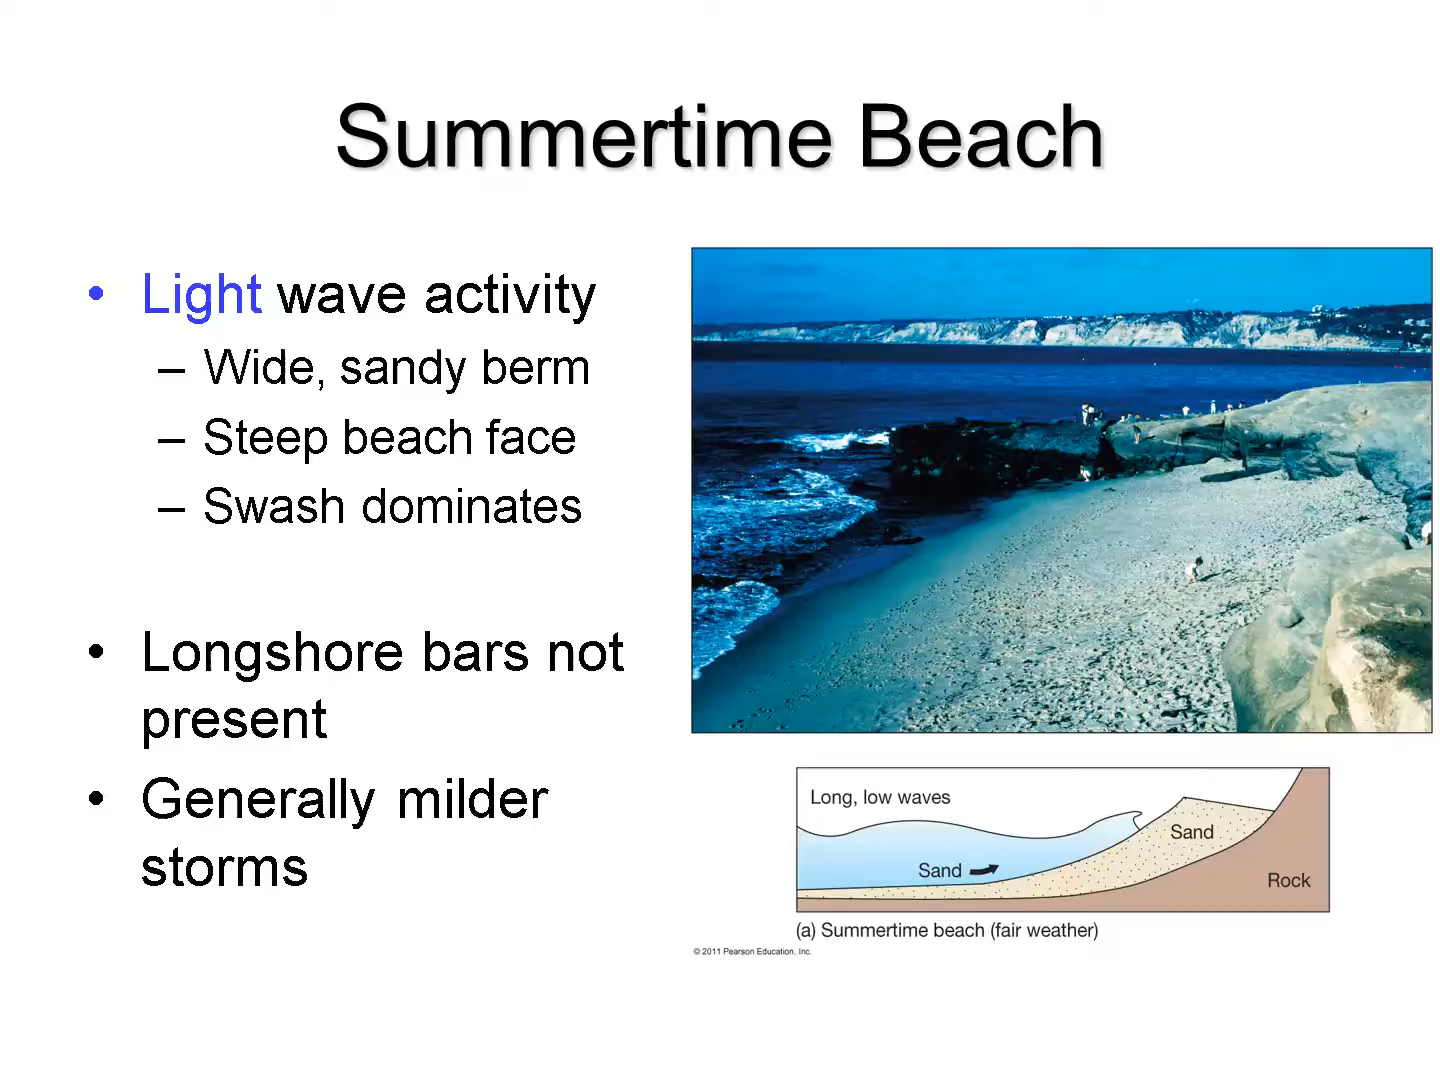 Summertime Beach
• Light wave activity
– Wide, sandy berm
– Steep beach face
– Swash dominates
• Longshore bars not
present
• Generally milder
storms
Long, low waves
Sand
Sand
Rock
(a) Summertime beach (fair weather)
© 2011 Pearson Education, Inc.